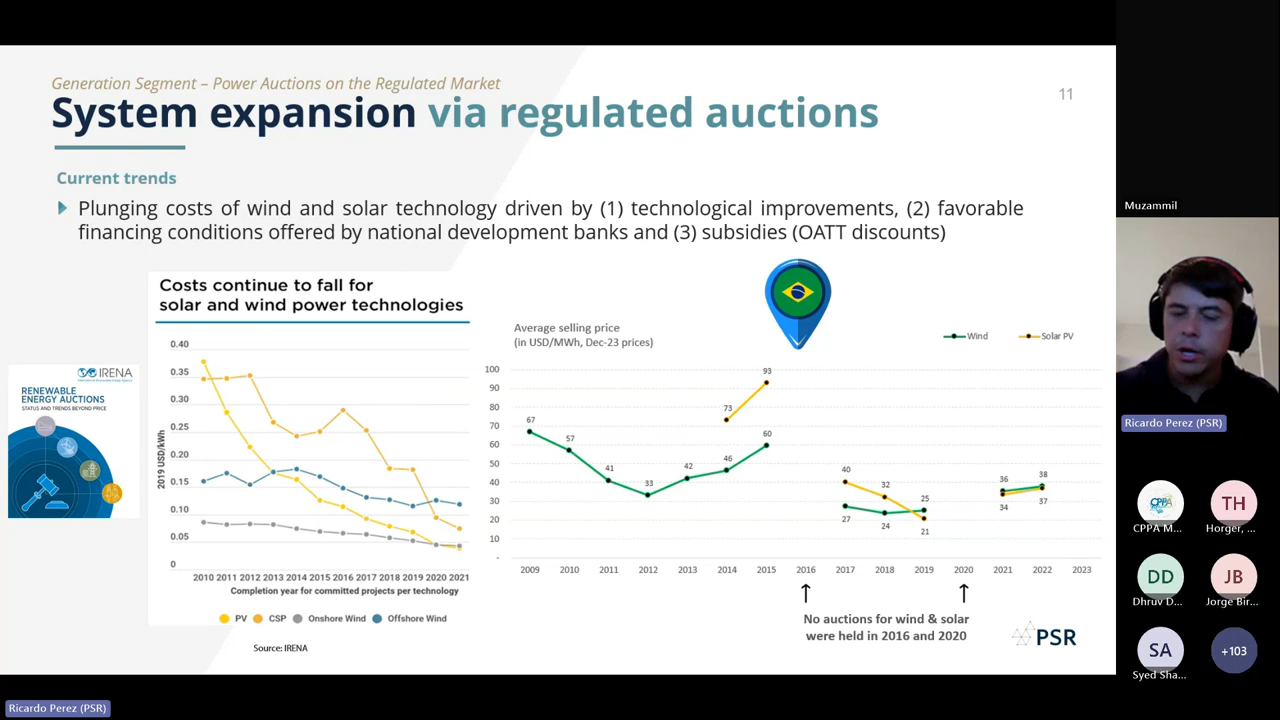 Generation Segment – Power Auctions on the Regulated Market
11
System expansion via regulated auctions
Current trends
Plunging costs of wind and solar technology driven by (1) technological improvements, (2) favorable
financing conditions offered by national development banks and (3) subsidies (OATT discounts)
IRENA
International Renewable Energy Agency
RENEWABLE
ENERGY AUCTIONS
STATUS AND TRENDS BEYOND PRICE
Costs continue to fall for
solar and wind power technologies
0.40
0.35
0.30
0.25
0.20
0.15
0.10
0.05
0
2019 USD/kWh
2010 2011 2012 2013 2014 2015 2016 2017 2018 2019 2020 2021
Completion year for committed projects per technology
PV CSP Onshore Wind Offshore Wind
Source: IRENA
Average selling price
(in USD/MWh, Dec-23 prices)
Wind Solar PV
100
90
80
70
60
50
40
30
20
10
-
67 57 41 33 42 46 60
73 93
40 32 21
27 24 25
36 38
34 37
2009 2010 2011 2012 2013 2014 2015 2016 2017 2018 2019 2020 2021 2022 2023
No auctions for wind & solar
were held in 2016 and 2020
PSR
Muzammil
Ricardo Perez (PSR)
CPPA
CPPA M...
TH
Horger, ...
DD
Dhruv D...
JB
Jorge Bir...
SA
Syed Sha...
+103
Ricardo Perez (PSR)